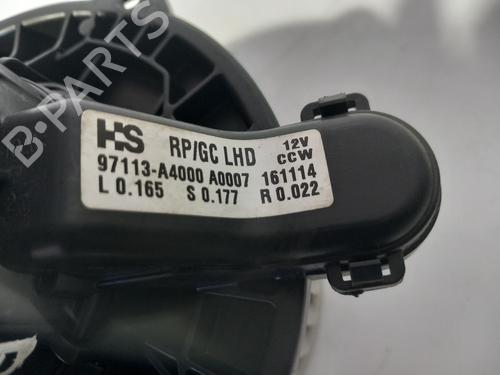 B-PARTS
HS RP/GC LHD 12V CCW
97113-A4000 A0007 161114
L 0.165 S 0.177 R 0.022